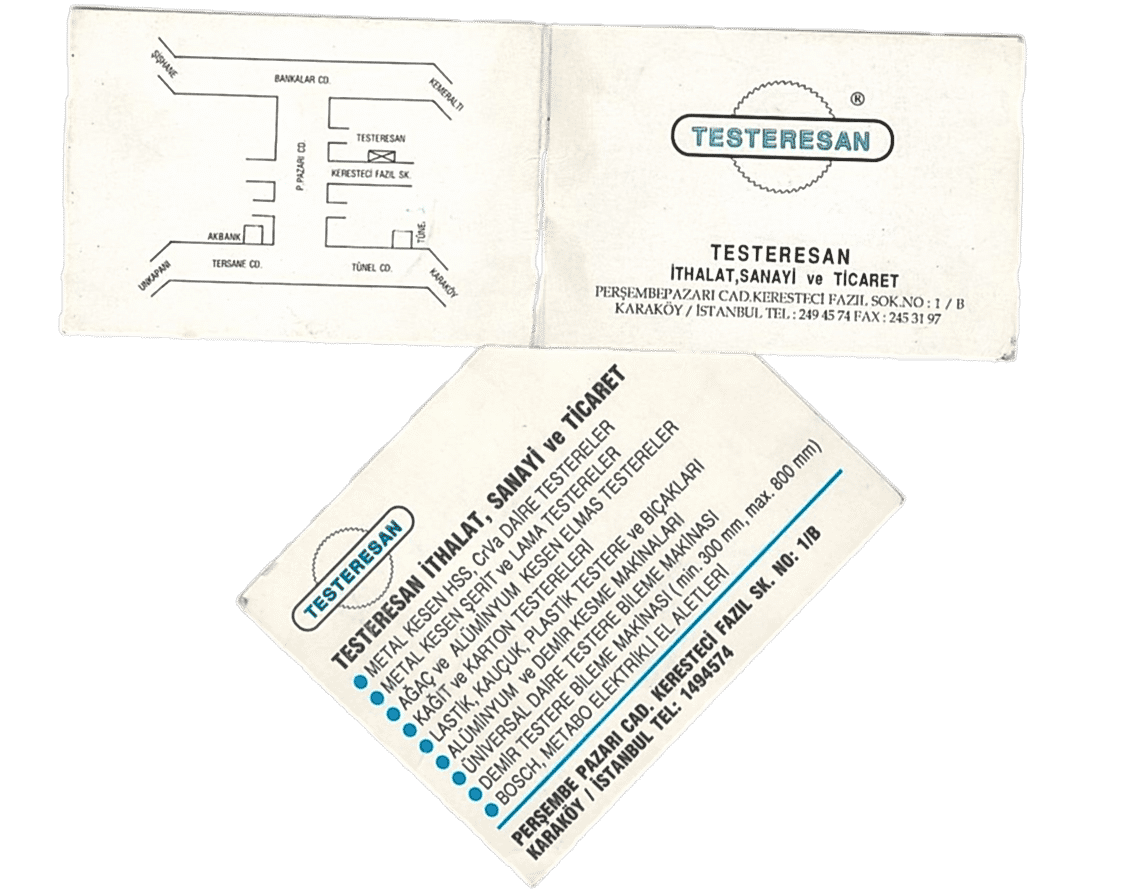 ŞİŞHANE
BANKALAR CD.
KEMERALTI
P.PAZARI CD.
TESTERESAN
KERESTECİ FAZIL SK.
AKBANK
TÜNE.
UNKAPANI
TERSANE CD.
TÜNEL CD.
KARAKÖY
®
TESTERESAN
TESTERESAN
İTHALAT,SANAYİ ve TİCARET
PERŞEMBEPAZARI CAD.KERESTECİ FAZIL SOK.NO : 1 / B
KARAKÖY / İSTANBUL TEL : 249 45 74 FAX : 245 31 97
TESTERESAN
TESTERESAN İTHALAT, SANAYİ ve TİCARET
● METAL KESEN HSS, CrVa DAİRE TESTERELER
● METAL KESEN ŞERİT ve LAMA TESTERELER
● AĞAÇ ve ALÜMİNYUM KESEN ELMAS TESTERELER
● KAĞIT ve KARTON TESTERELERİ
● LASTİK, KAUÇUK, PLASTİK TESTERE ve BIÇAKLARI
● ALÜMİNYUM ve DEMİR KESME MAKİNALARI
● ÜNİVERSAL DAİRE TESTERE BİLEME MAKİNASI
● DEMİR TESTERE BİLEME MAKİNASI ( min. 300 mm, max. 800 mm)
● BOSCH, METABO ELEKTRİKLİ EL ALETLERİ
PERŞEMBE PAZARI CAD. KERESTECİ FAZIL SK. NO: 1/B
KARAKÖY / İSTANBUL TEL: 1494574